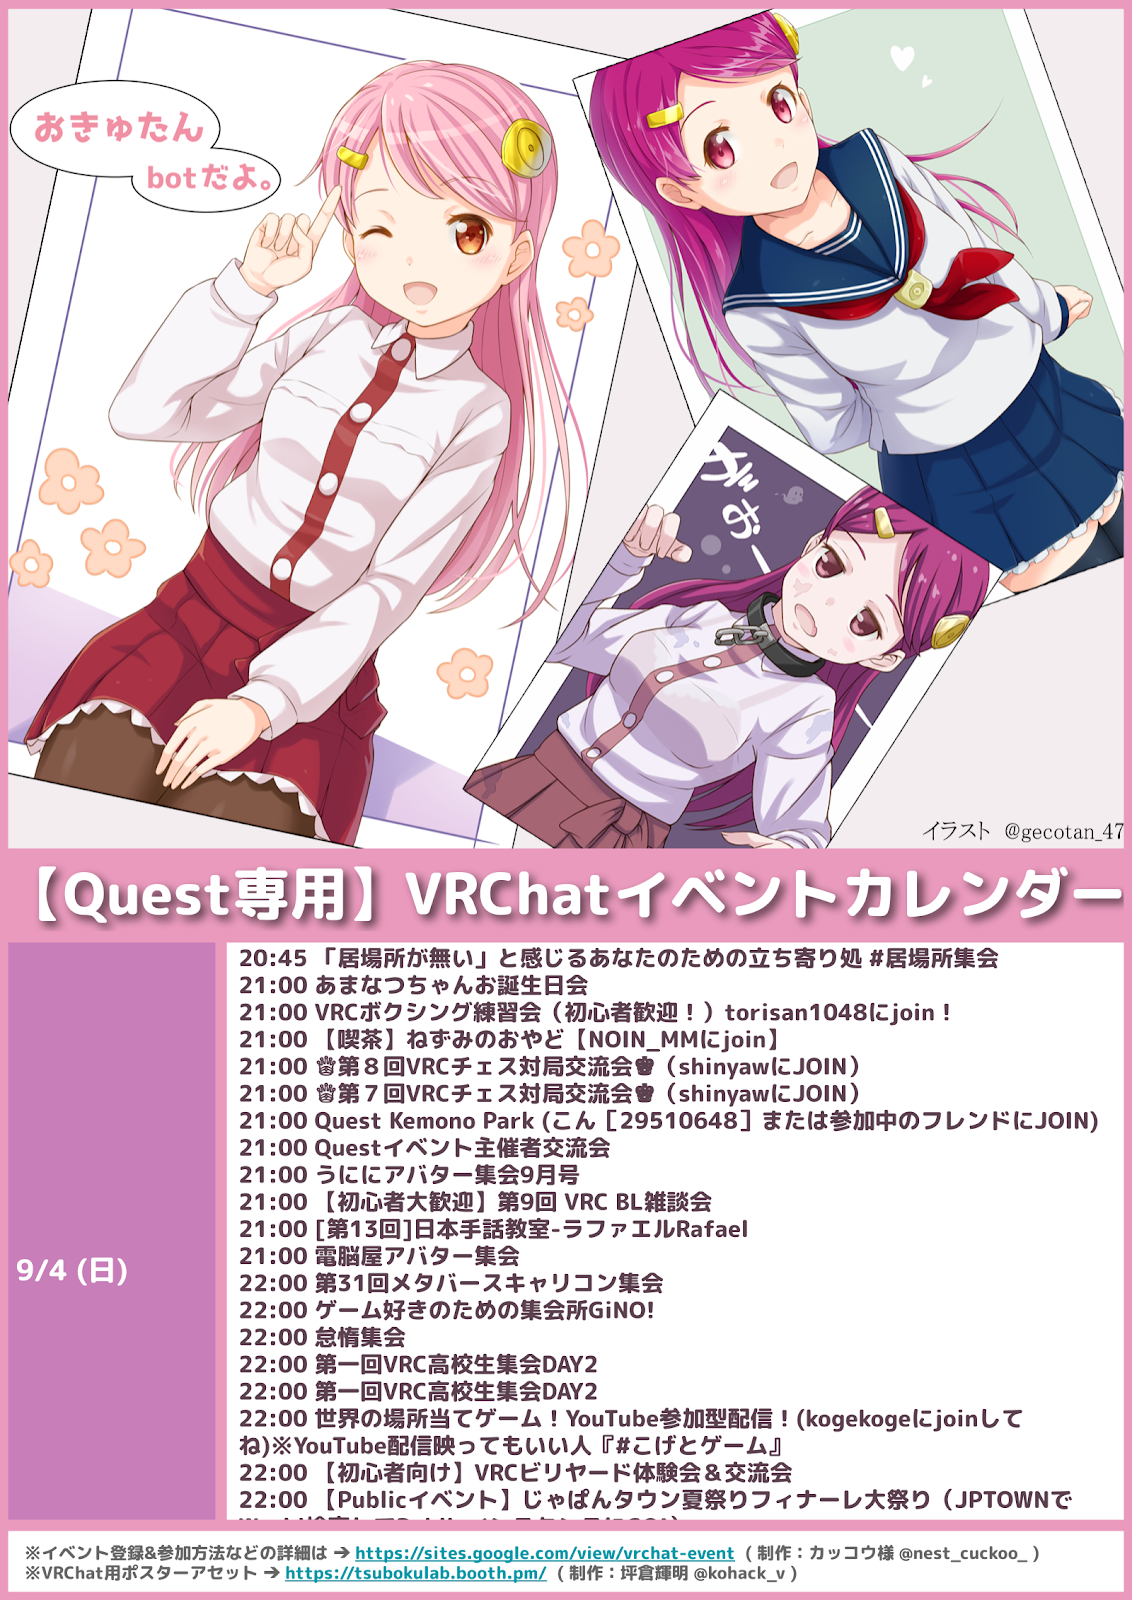 おきゅたん
botだよ。
がおー
イラスト @gecotan_47
【Quest専用】VRChatイベントカレンダー
9/4 (日)
20:45 「居場所が無い」と感じるあなたのための立ち寄り処 #居場所集会
21:00 あまなつちゃんお誕生日会
21:00 VRCボクシング練習会（初心者歓迎！）torisan1048にjoin！
21:00 【喫茶】ねずみのおやど【NOIN_MMにjoin】
21:00 ♕第８回VRCチェス対局交流会♚（shinyawにJOIN）
21:00 ♕第７回VRCチェス対局交流会♚（shinyawにJOIN）
21:00 Quest Kemono Park (こん［29510648］または参加中のフレンドにJOIN)
21:00 Questイベント主催者交流会
21:00 うににアバター集会9月号
21:00 【初心者大歓迎】第9回 VRC BL雑談会
21:00 [第13回]日本手話教室-ラファエルRafael
21:00 電脳屋アバター集会
22:00 第31回メタバースキャリコン集会
22:00 ゲーム好きのための集会所GiNO!
22:00 怠惰集会
22:00 第一回VRC高校生集会DAY2
22:00 第一回VRC高校生集会DAY2
22:00 世界の場所当てゲーム！YouTube参加型配信！(kogekogeにjoinして
ね)※YouTube配信映ってもいい人『#こげとゲーム』
22:00 【初心者向け】VRCビリヤード体験会＆交流会
22:00 【Publicイベント】じゃぱんタウン夏祭りフィナーレ大祭り（JPTOWNで
※イベント登録&参加方法などの詳細は ➔ https://sites.google.com/view/vrchat-event ( 制作：カッコウ様 @nest_cuckoo_ )
※VRChat用ポスターアセット ➔ https://tsubokulab.booth.pm/ ( 制作：坪倉輝明 @kohack_v )